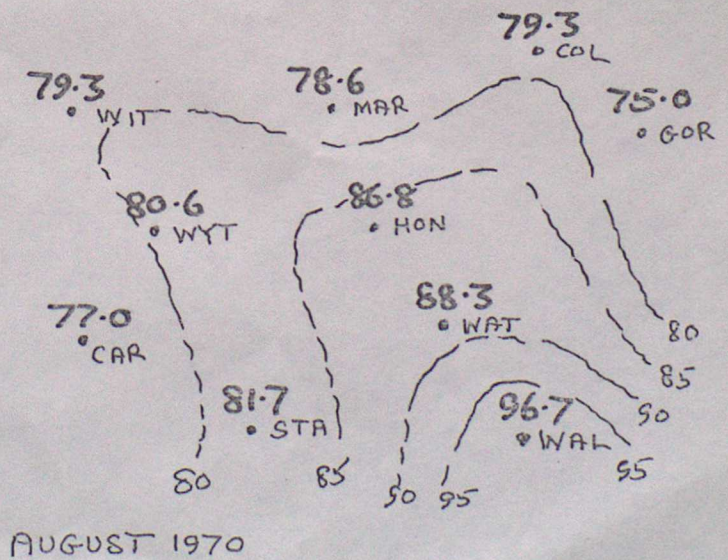 79.3
COL
79.3
WIT
78.6
MAR
75.0
GOR
80.6
WYT
86.8
HON
77.0
CAR
88.3
WAT
80
85
81.7
STA
96.7
WAL
90
80
85
90
95
95
AUGUST 1970